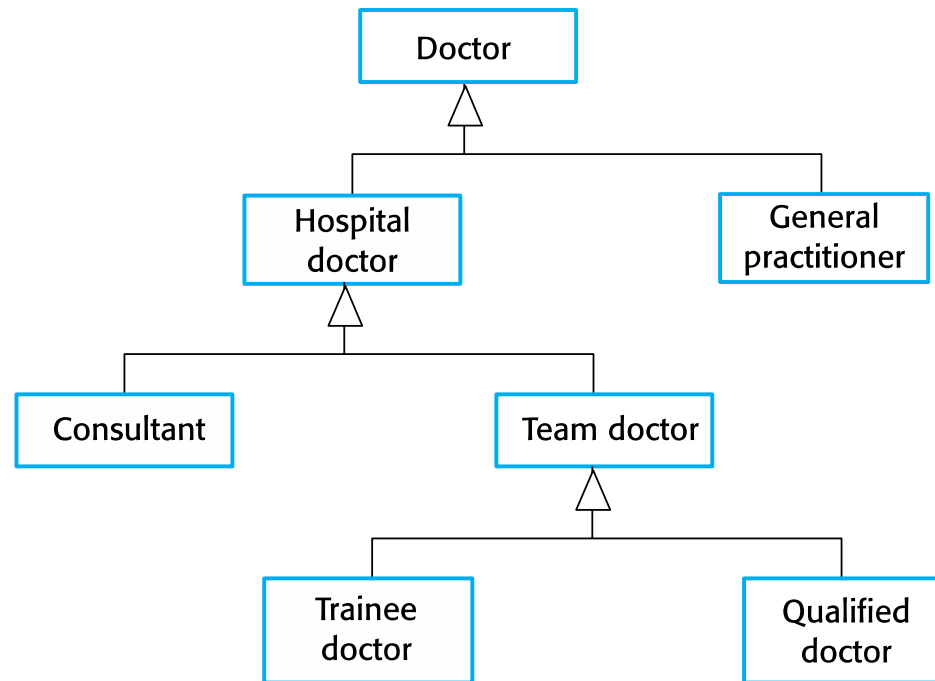 Doctor
Hospital
doctor
General
practitioner
Consultant
Team doctor
Trainee
doctor
Qualified
doctor